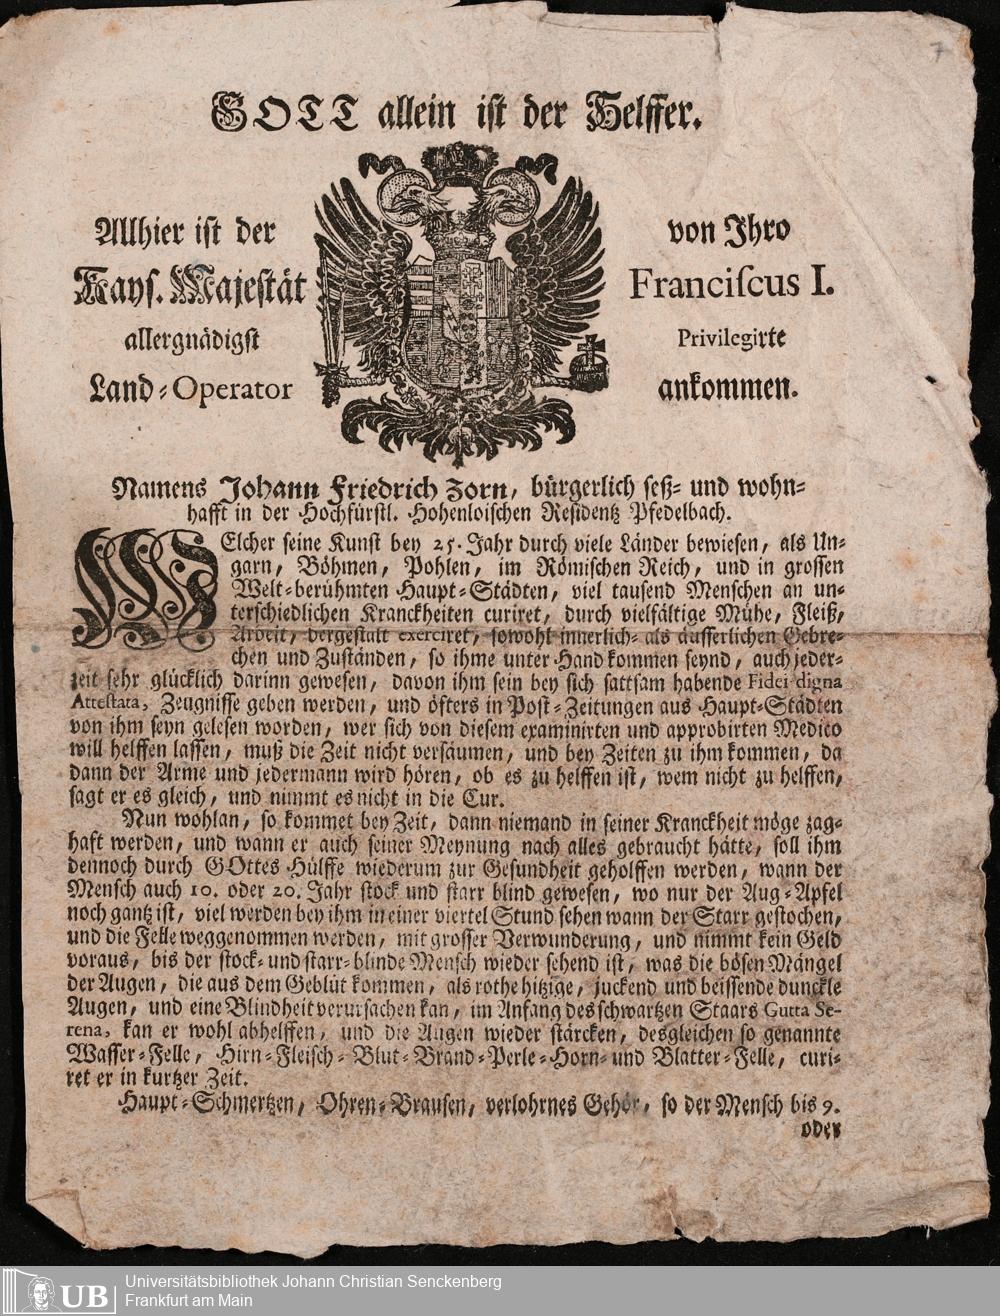 7
GOTT allein ist der Helffer.
Allhier ist der von Ihro
Kays. Majestät Franciscus I.
allergnädigst Privilegirte
Land-Operator ankommen.
Namens Johann Friedrich Zorn, bürgerlich seß- und wohn-
hafft in der Hochfürstl. Hohenloischen Residentz Pfedelbach.
WElcher seine Kunst bey 25. Jahr durch viele Länder bewiesen, als Un-
garn, Böhmen, Pohlen, im Römischen Reich, und in grossen
Welt-berühmten Haupt-Städten, viel tausend Menschen an un-
terschiedlichen Kranckheiten curiret, durch vielfältige Mühe, Fleiß,
Arbeit, dergestalt exerciret, sowohl innerlich- als äusserlichen Gebre-
chen und Zuständen, so ihme unter Hand kommen seynd, auch jeder-
zeit sehr glücklich darinn gewesen, davon ihm sein bey sich sattsam habende Fidei digna
Attestata, Zeugnisse geben werden, und öfters in Post-Zeitungen aus Haupt-Städten
von ihm seyn gelesen worden, wer sich von diesem examinirten und approbirten Medico
will helffen lassen, muß die Zeit nicht versäumen, und bey Zeiten zu ihm kommen, da
dann der Arme und jedermann wird hören, ob es zu helffen ist, wem nicht zu helffen,
sagt er es gleich, und nimmt es nicht in die Cur.
Nun wohlan, so kommet bey Zeit, dann niemand in seiner Kranckheit möge zag-
haft werden, und wann er auch seiner Meynung nach alles gebraucht hätte, soll ihm
dennoch durch GOttes Hülffe wiederum zur Gesundheit geholffen werden, wann der
Mensch auch 10. oder 20. Jahr stock und starr blind gewesen, wo nur der Aug-Apfel
noch gantz ist, viel werden bey ihm in einer viertel Stund sehen wann der Starr gestochen,
und die Felle weggenommen werden, mit grosser Verwunderung, und nimmt kein Geld
voraus, bis der stock- und starr-blinde Mensch wieder sehend ist, was die bösen Mängel
der Augen, die aus dem Geblüt kommen, als rothe hitzige, juckend und beissende dunckle
Augen, und eine Blindheit verursachen kan, im Anfang des schwartzen Staars Gutta Se-
rena, kan er wohl abhelffen, und die Augen wieder stärcken, desgleichen so genannte
Wasser-Felle, Hirn-Fleisch-Blut-Brand-Perle-Horn- und Blatter-Felle, curi-
ret er in kurtzer Zeit.
Haupt-Schmertzen, Ohren-Brausen, verlohrnes Gehör, so der Mensch bis 9.
oder
UB
Universitätsbibliothek Johann Christian Senckenberg
Frankfurt am Main